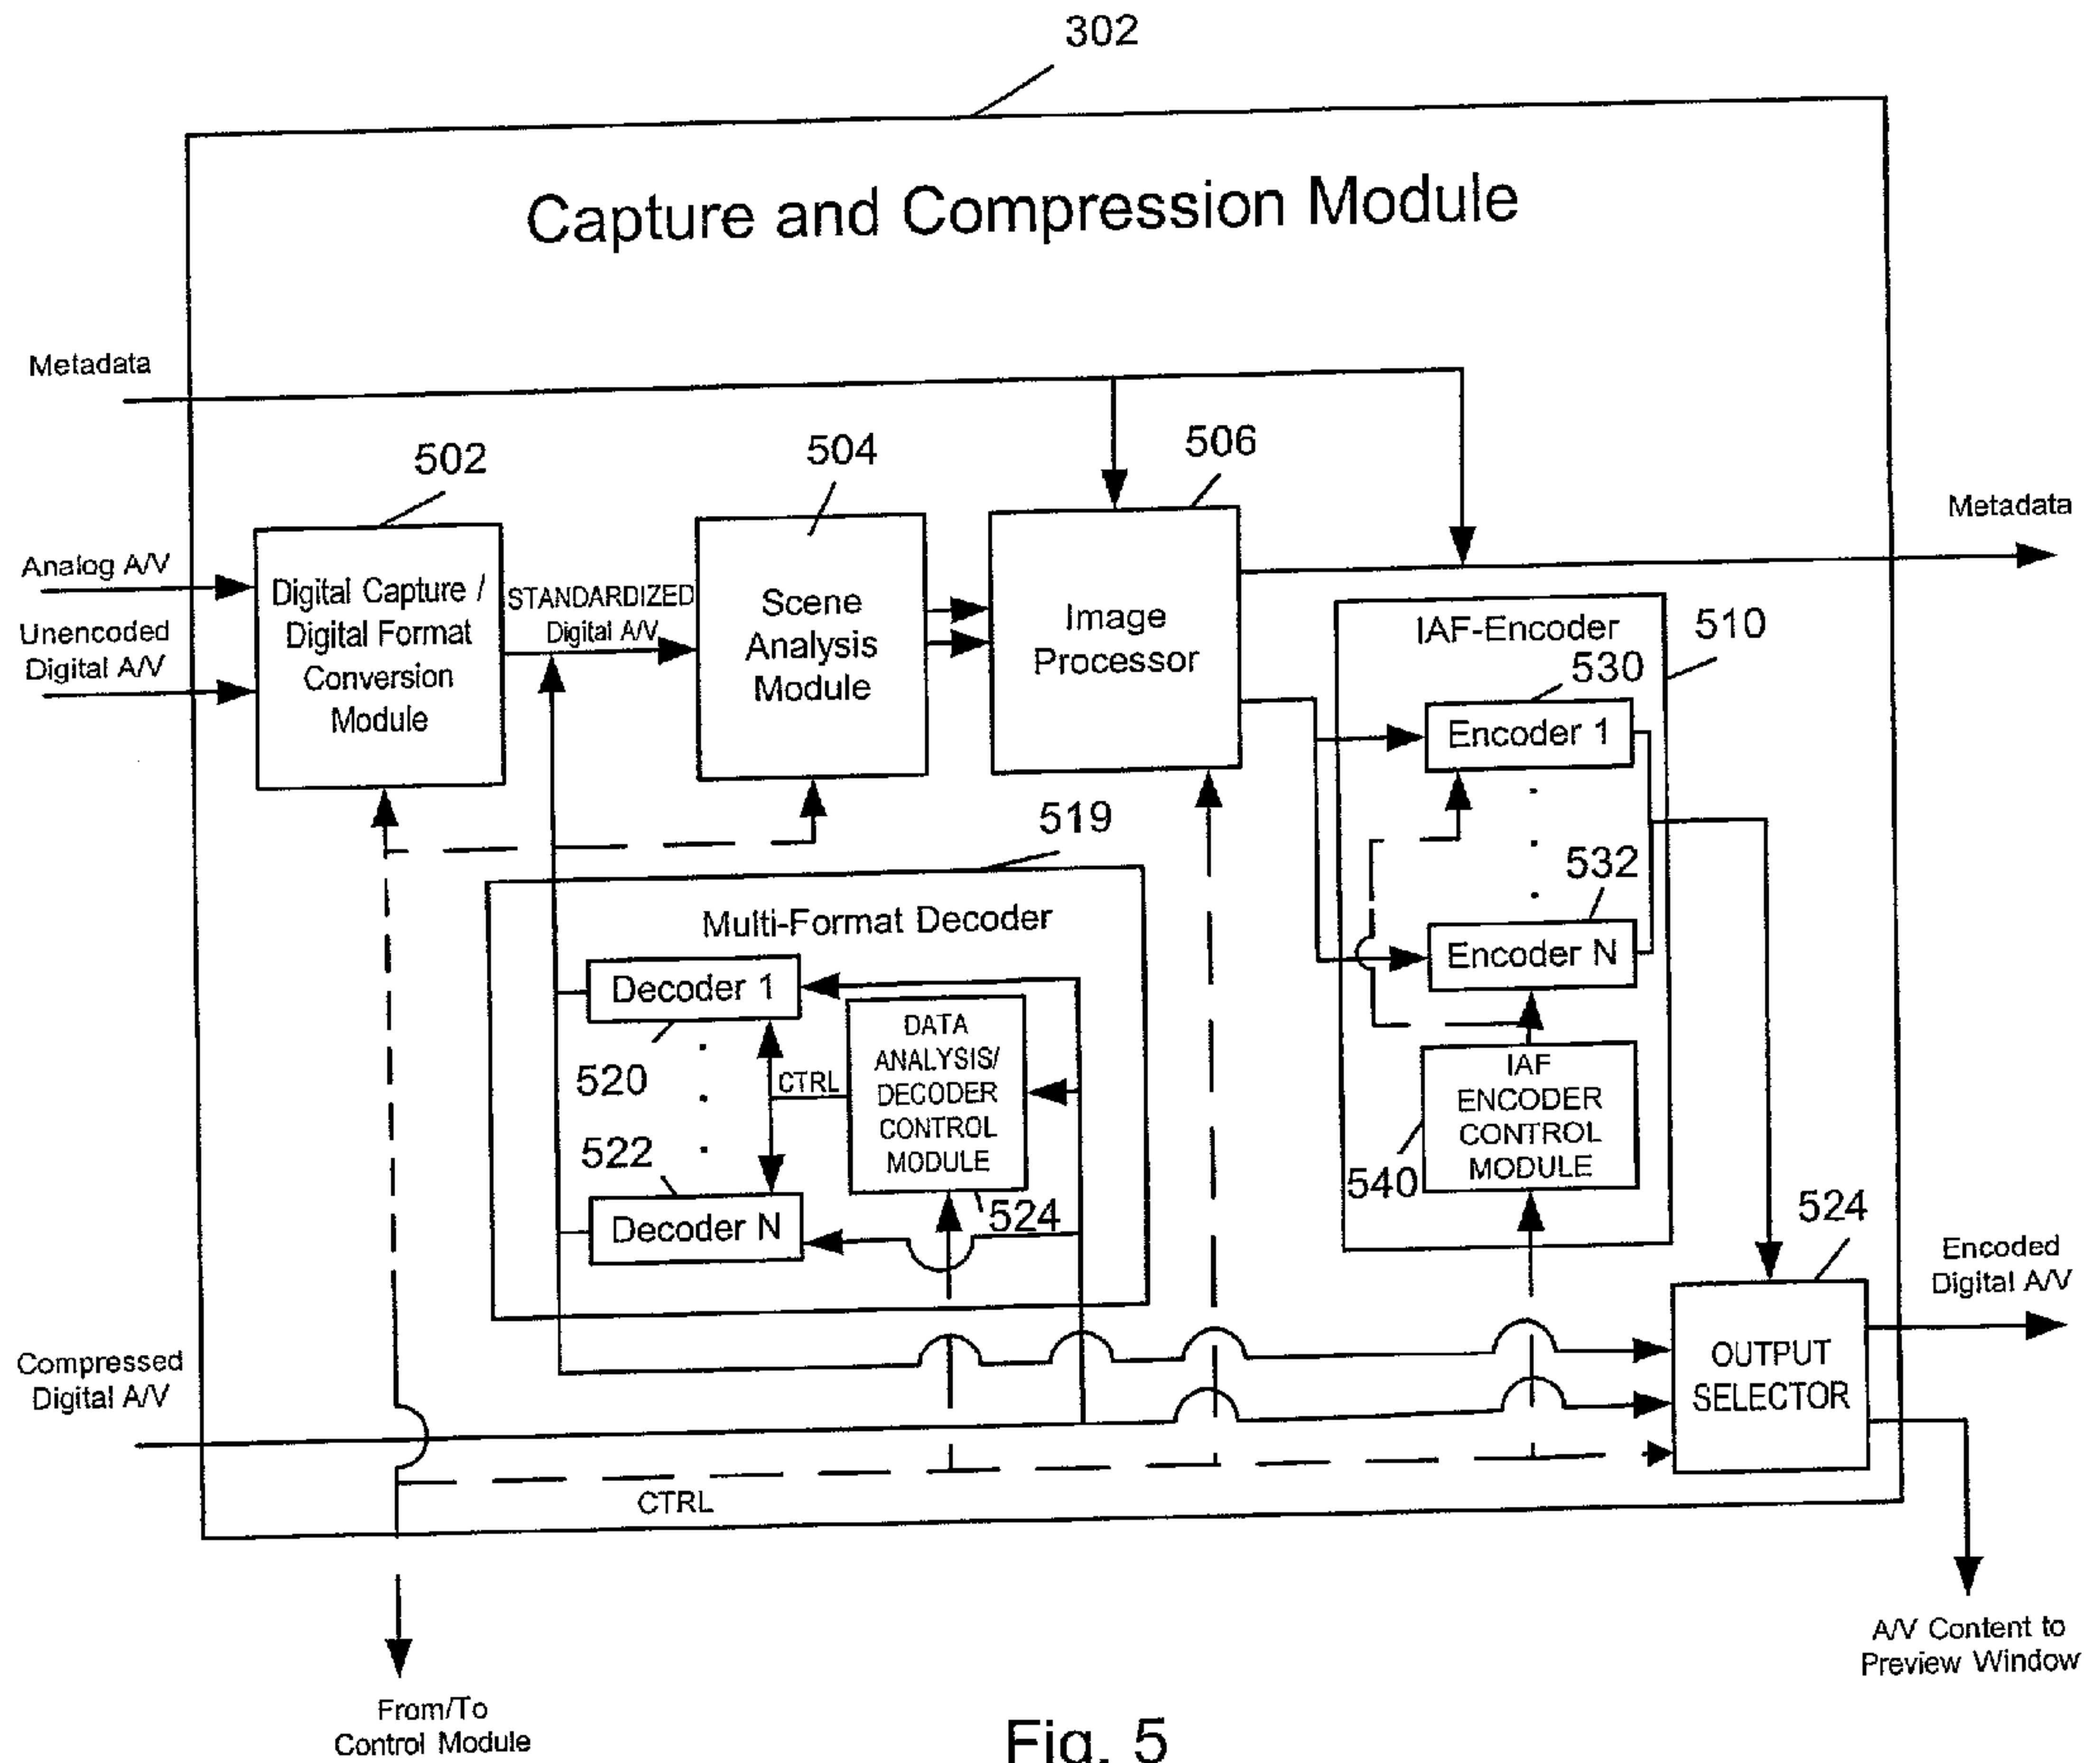 302
Capture and Compression Module
Metadata
502
504
506
Metadata
Analog A/V
Unencoded
Digital A/V
Digital Capture /
Digital Format
Conversion
Module
STANDARDIZED
Digital A/V
Scene
Analysis
Module
Image
Processor
IAF-Encoder
510
530
Encoder 1
.
.
.
532
Encoder N
IAF
ENCODER
CONTROL
MODULE
540
519
Multi-Format Decoder
Decoder 1
520
.
.
.
522
Decoder N
CTRL
DATA
ANALYSIS/
DECODER
CONTROL
MODULE
524
524
OUTPUT
SELECTOR
Encoded
Digital A/V
Compressed
Digital A/V
CTRL
A/V Content to
Preview Window
From/To
Control Module
Fig. 5